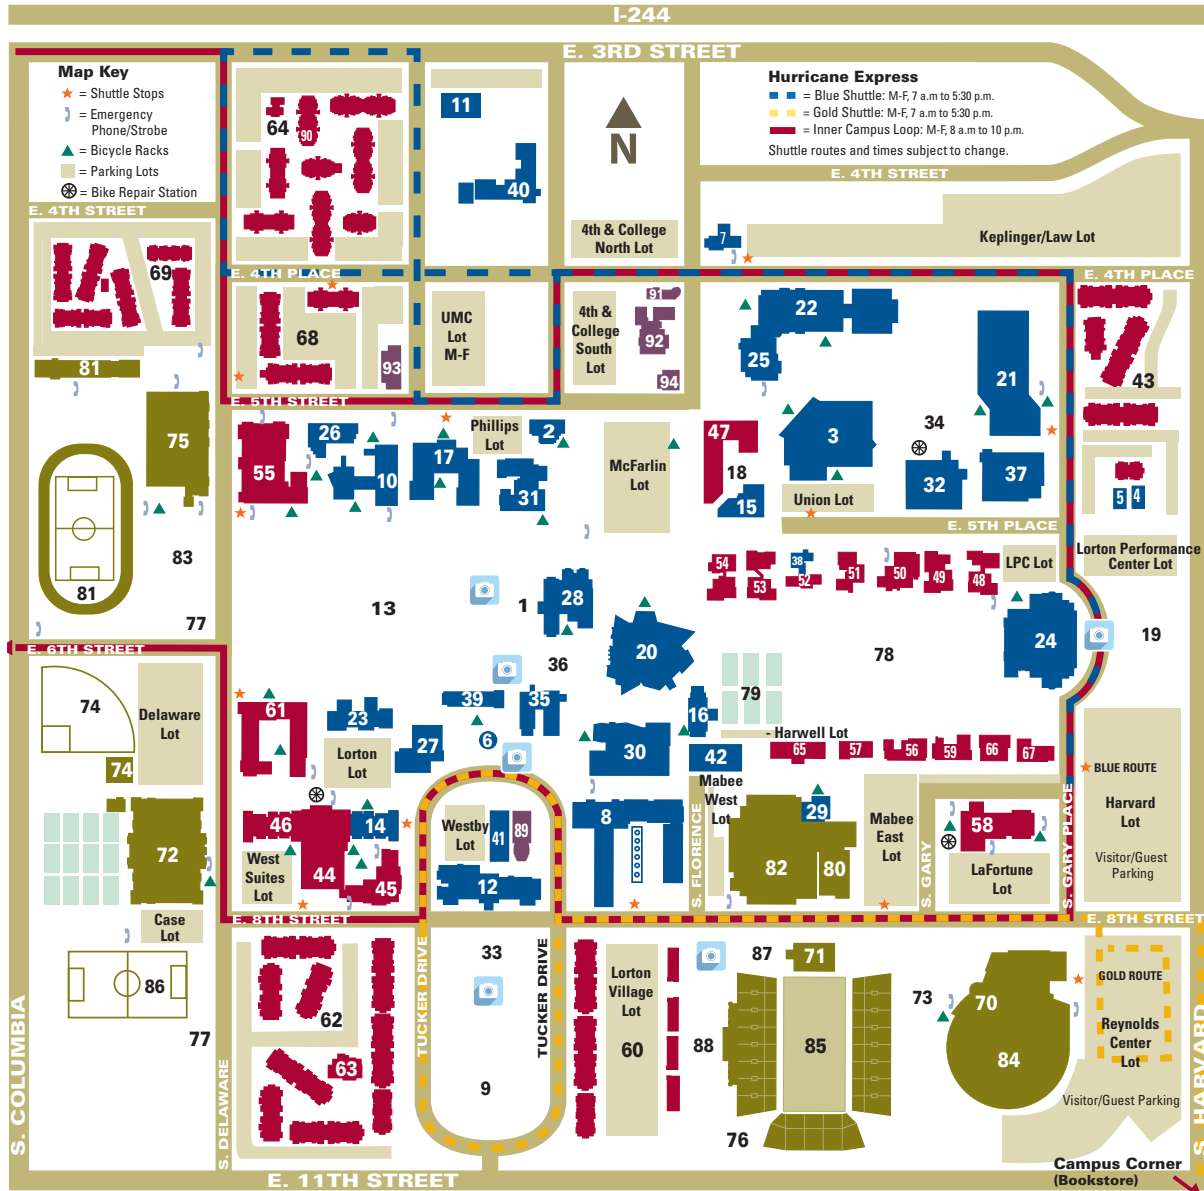 I-244
E. 3RD STREET
Map Key
= Shuttle Stops
= Emergency
Phone/Strobe
= Bicycle Racks
= Parking Lots
= Bike Repair Station
E. 4TH STREET
Hurricane Express
= Blue Shuttle: M-F, 7 a.m to 5:30 p.m.
= Gold Shuttle: M-F, 7 a.m to 5:30 p.m.
= Inner Campus Loop: M-F, 8 a.m to 10 p.m.
Shuttle routes and times subject to change.
E. 4TH STREET
N
64
90
11
40
4th & College
North Lot
7
Keplinger/Law Lot
69
E. 4TH PLACE
E. 4TH PLACE
68
93
UMC
Lot
M-F
4th &
College
South
Lot
91
92
94
22
25
21
43
81
E. 5TH STREET
75
55
26
10
17
Phillips
Lot
2
31
McFarlin
Lot
47
18
15
3
Union Lot
34
32
37
5
4
E. 5TH PLACE
83
81
77
13
1
28
36
20
54
53
38
52
51
50
49
48
LPC Lot
Lorton Performance
Center Lot
24
19
78
79
E. 6TH STREET
74
Delaware
Lot
74
61
23
Lorton
Lot
27
39
35
6
16
30
42
- Harwell Lot
65
57
56
59
66
67
BLUE ROUTE
Harvard
Lot
Visitor/Guest
Parking
72
Case
Lot
46
44
14
45
West
Suites
Lot
Westby
Lot
41
89
12
8
Mabee
West
Lot
S. FLORENCE
29
82
80
Mabee
East
Lot
S. GARY
58
LaFortune
Lot
S. GARY PLACE
E. 8TH STREET
E. 8TH STREET
86
77
S. COLUMBIA
S. DELAWARE
62
63
TUCKER DRIVE
33
9
TUCKER DRIVE
Lorton
Village
Lot
60
87
71
88
85
76
73
70
84
GOLD ROUTE
Reynolds
Center
Lot
Visitor/Guest Parking
S. HARVARD
Campus Corner
(Bookstore)
E. 11TH STREET